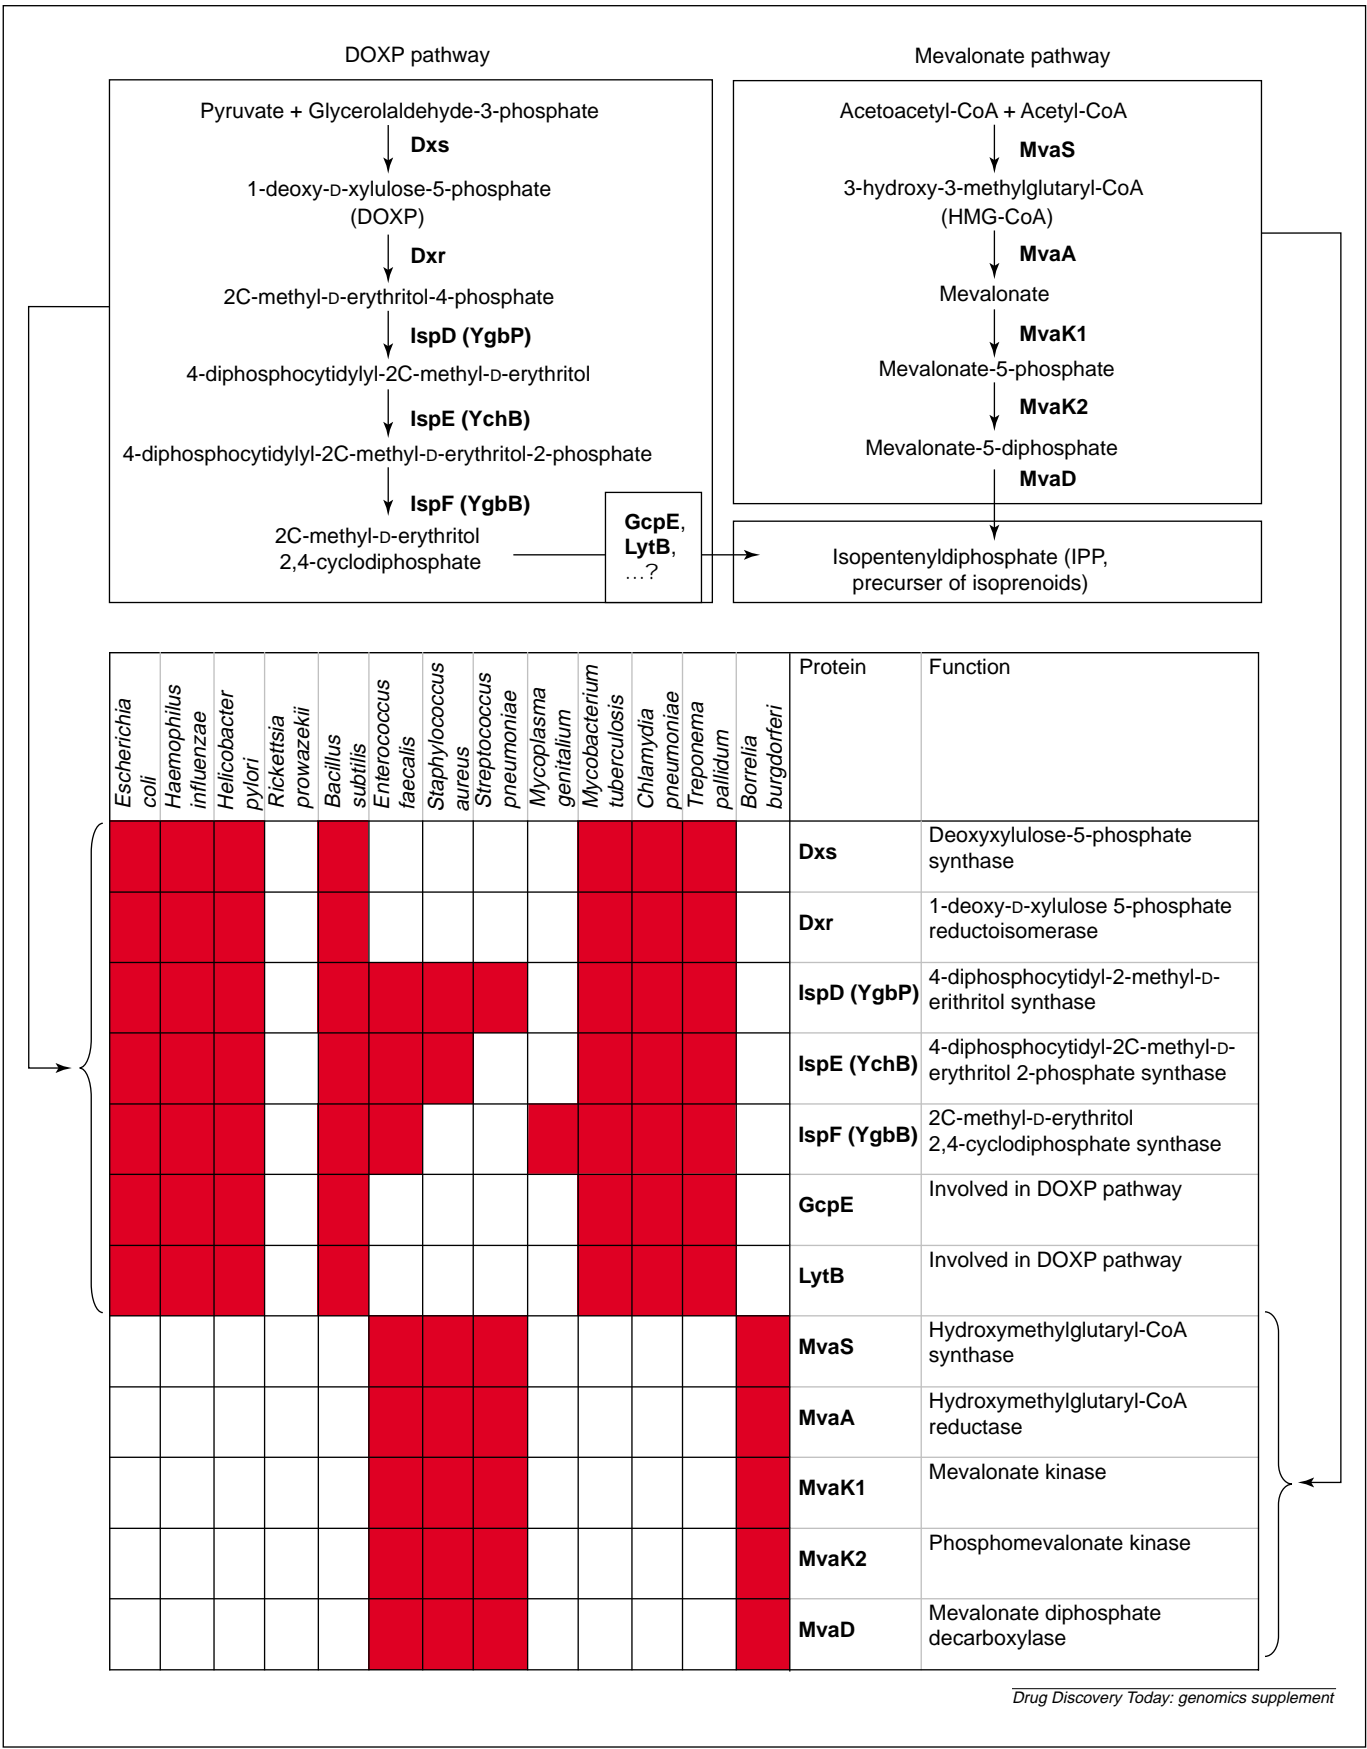 DOXP pathway
Pyruvate + Glycerolaldehyde-3-phosphate
Dxs
1-deoxy-D-xylulose-5-phosphate
(DOXP)
Dxr
2C-methyl-D-erythritol-4-phosphate
IspD (YgbP)
4-diphosphocytidylyl-2C-methyl-D-erythritol
IspE (YchB)
4-diphosphocytidylyl-2C-methyl-D-erythritol-2-phosphate
IspF (YgbB)
2C-methyl-D-erythritol
2,4-cyclodiphosphate
GcpE,
LytB,
...?
Mevalonate pathway
Acetoacetyl-CoA + Acetyl-CoA
MvaS
3-hydroxy-3-methylglutaryl-CoA
(HMG-CoA)
MvaA
Mevalonate
MvaK1
Mevalonate-5-phosphate
MvaK2
Mevalonate-5-diphosphate
MvaD
Isopentenyldiphosphate (IPP,
precurser of isoprenoids)
Escherichia
coli
Haemophilus
influenzae
Helicobacter
pylori
Rickettsia
prowazekii
Bacillus
subtilis
Enterococcus
faecalis
Staphylococcus
aureus
Streptococcus
pneumoniae
Mycoplasma
genitalium
Mycobacterium
tuberculosis
Chlamydia
pneumoniae
Treponema
pallidum
Borrelia
burgdorferi
Protein
Function
Dxs
Deoxyxylulose-5-phosphate
synthase
Dxr
1-deoxy-D-xylulose 5-phosphate
reductoisomerase
IspD (YgbP)
4-diphosphocytidyl-2-methyl-D-
erithritol synthase
IspE (YchB)
4-diphosphocytidyl-2C-methyl-D-
erythritol 2-phosphate synthase
IspF (YgbB)
2C-methyl-D-erythritol
2,4-cyclodiphosphate synthase
GcpE
Involved in DOXP pathway
LytB
Involved in DOXP pathway
MvaS
Hydroxymethylglutaryl-CoA
synthase
MvaA
Hydroxymethylglutaryl-CoA
reductase
MvaK1
Mevalonate kinase
MvaK2
Phosphomevalonate kinase
MvaD
Mevalonate diphosphate
decarboxylase
Drug Discovery Today: genomics supplement